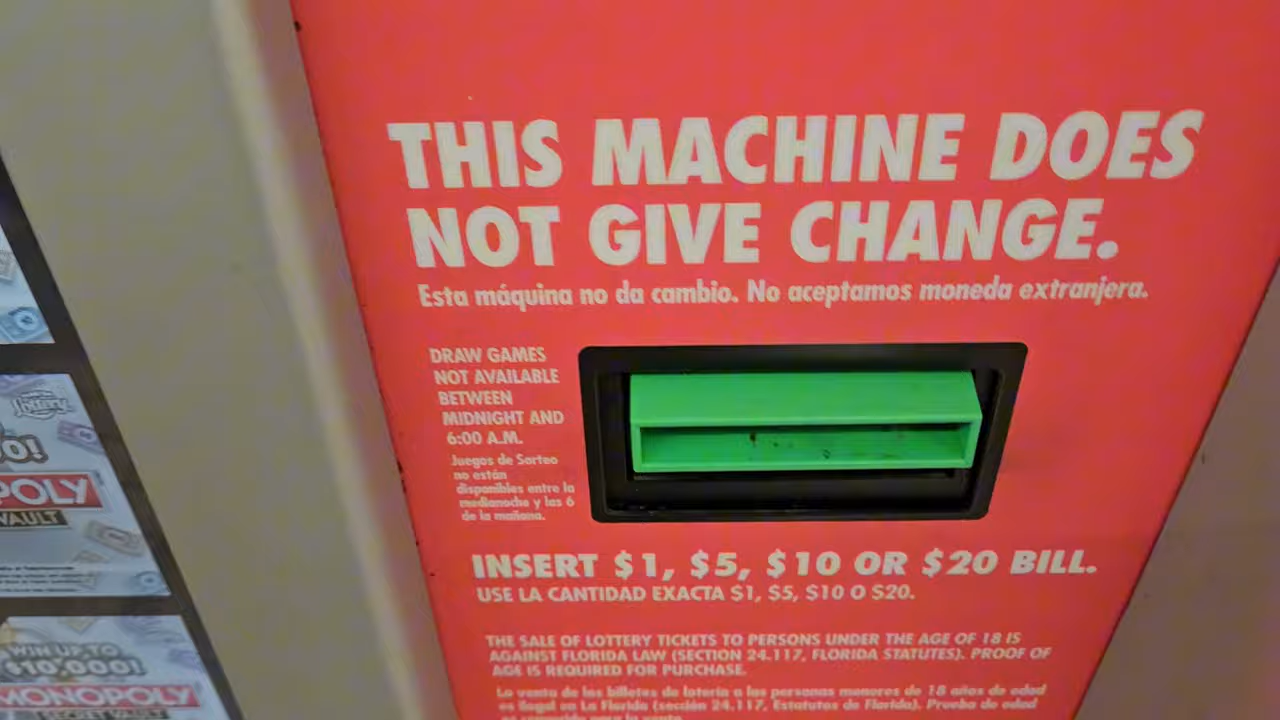 THIS MACHINE DOES
NOT GIVE CHANGE.
Esta máquina no da cambio. No aceptamos moneda extranjera.
DRAW GAMES
NOT AVAILABLE
BETWEEN
MIDNIGHT AND
6:00 A.M.
Juegos de Sorteo
no están
disponibles entre la
medianoche y las 6
de la mañana.
INSERT $1, $5, $10 OR $20 BILL.
USE LA CANTIDAD EXACTA $1, $5, $10 O $20.
THE SALE OF LOTTERY TICKETS TO PERSONS UNDER THE AGE OF 18 IS
AGAINST FLORIDA LAW (SECTION 24.117, FLORIDA STATUTES). PROOF OF
AGE IS REQUIRED FOR PURCHASE.
La venta de los billetes de lotería a las personas menores de 18 años de edad
es ilegal en La Florida (sección 24.117, Estatutos de Florida). Prueba de edad
Lottery
0!
POLY
VAULT
WIN UP TO
$10,000!
MONOPOLY
SECRET VAULT